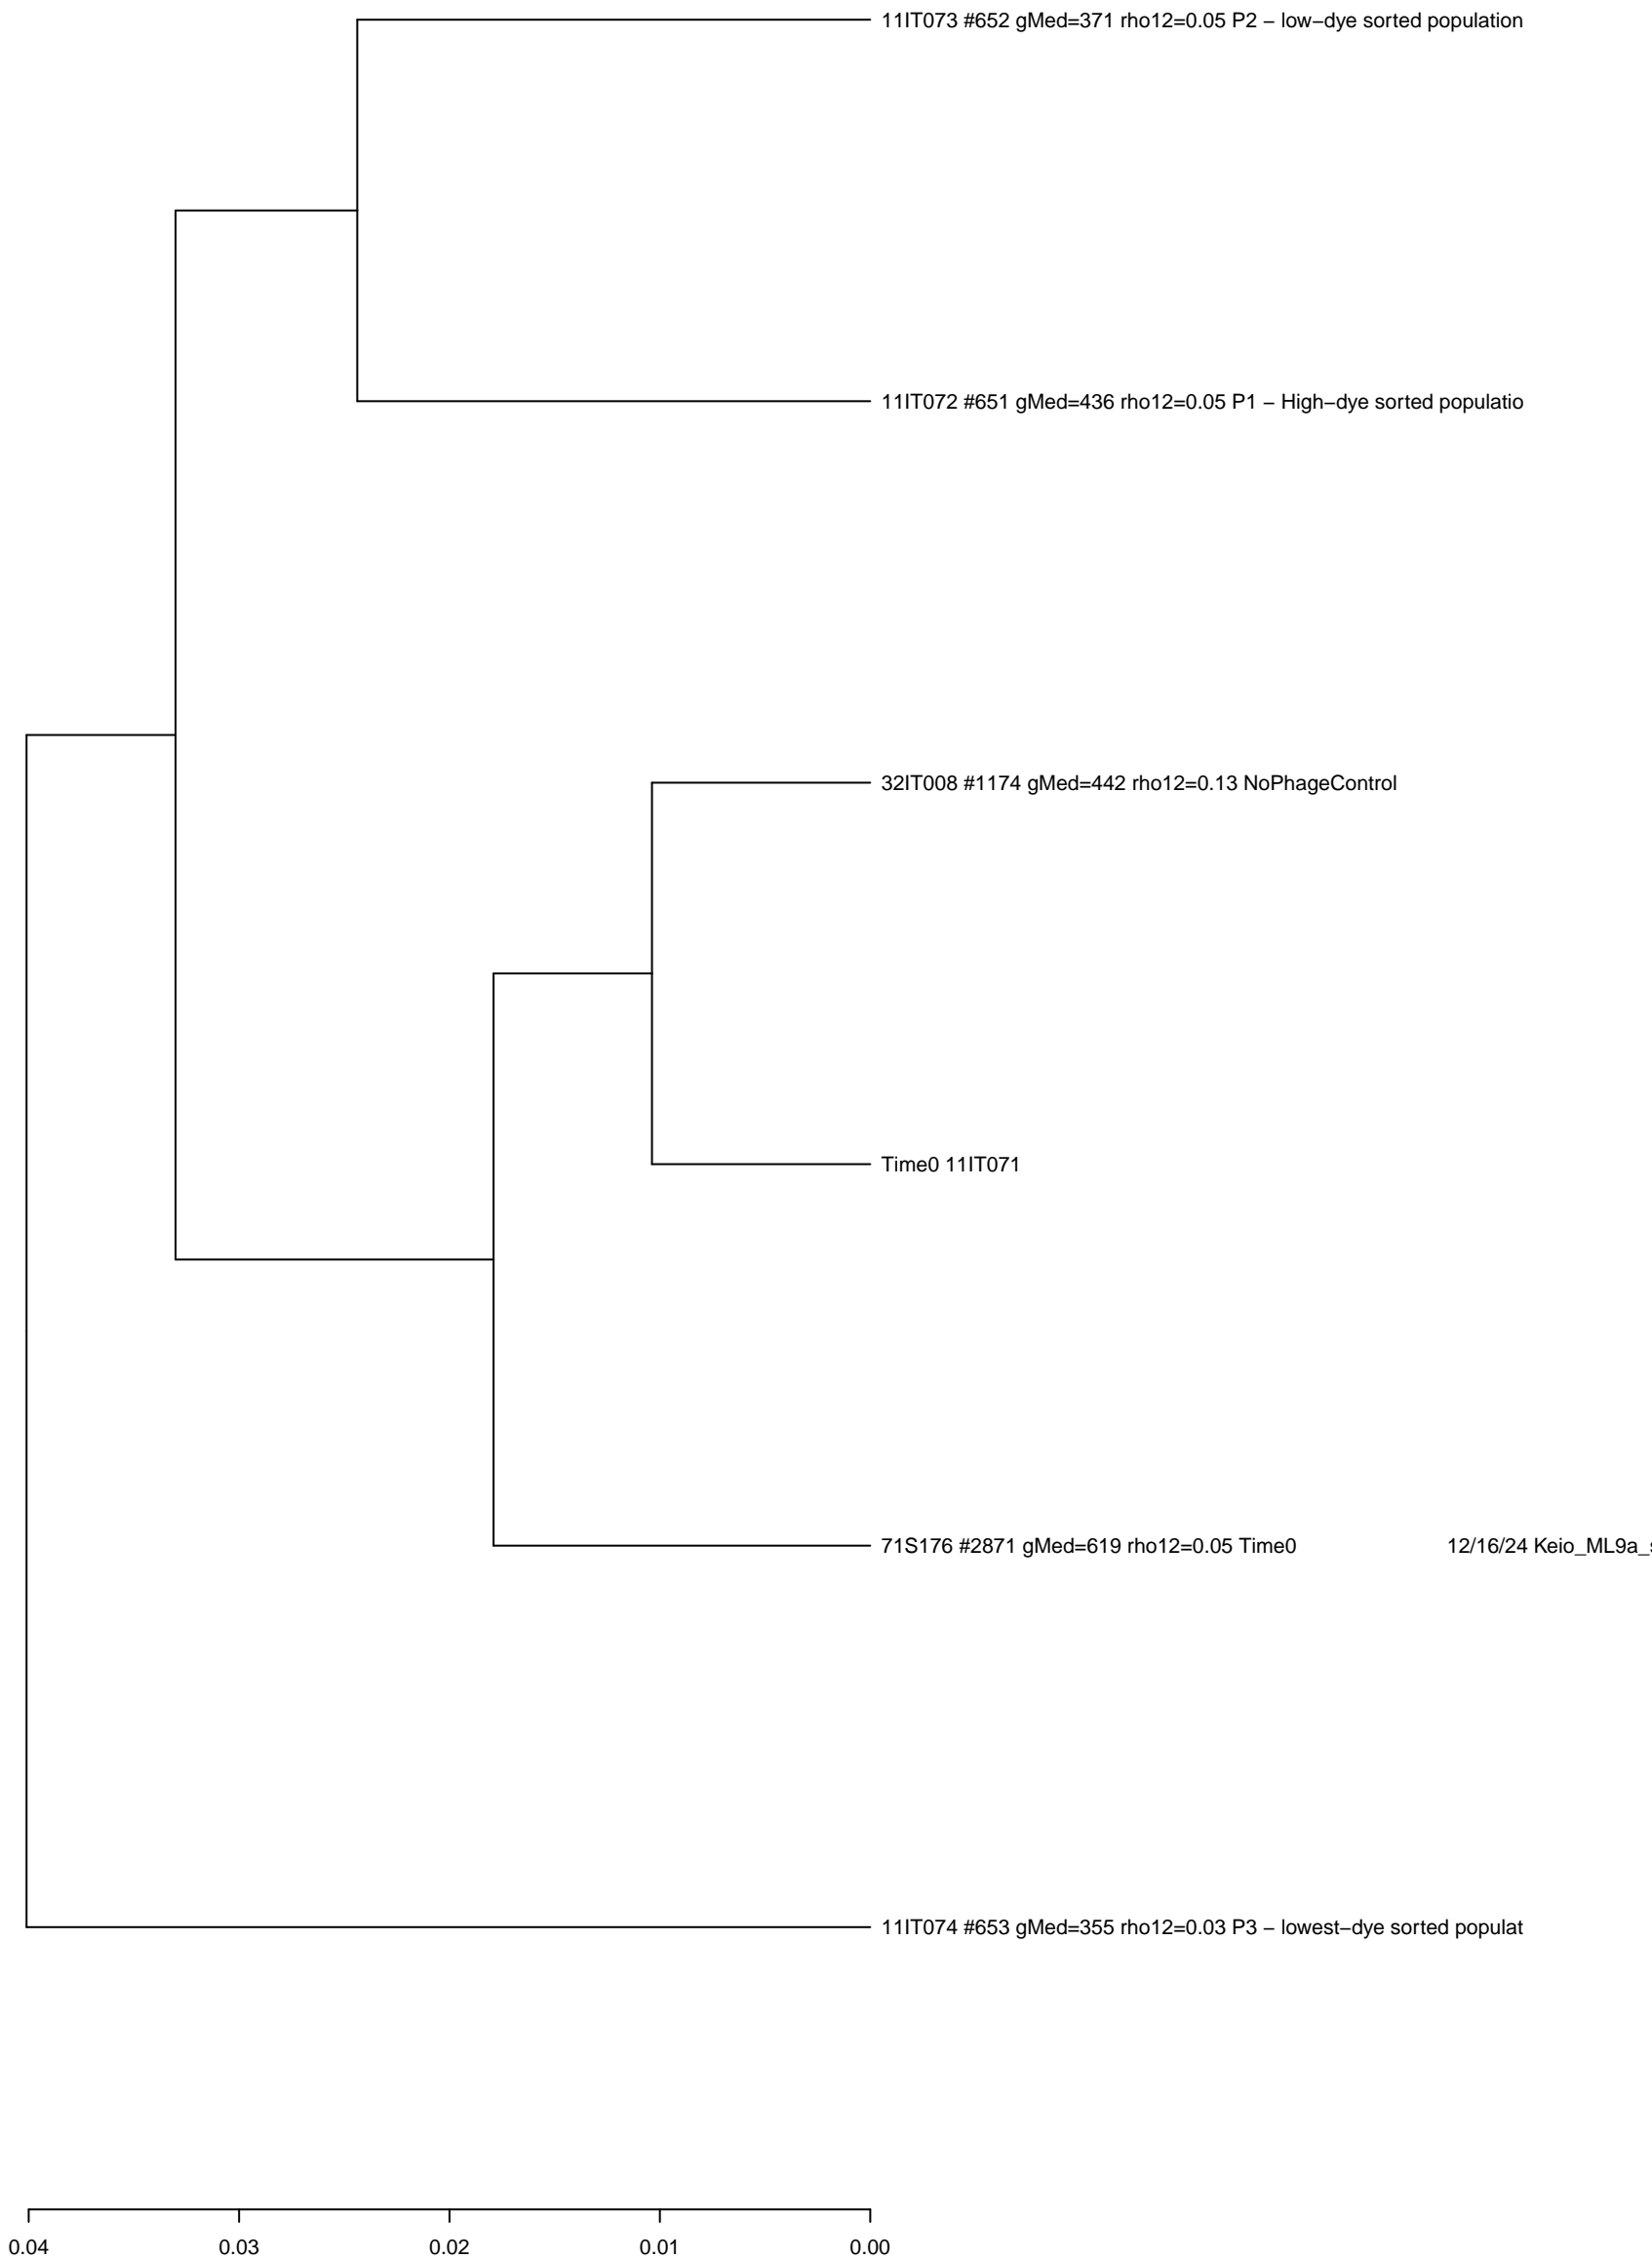 11IT073 #652 gMed=371 rho12=0.05 P2 − low−dye sorted population
11IT072 #651 gMed=436 rho12=0.05 P1 − High−dye sorted populatio
32IT008 #1174 gMed=442 rho12=0.13 NoPhageControl
Time0 11IT071
71S176 #2871 gMed=619 rho12=0.05 Time0 12/16/24 Keio_ML9a_s
11IT074 #653 gMed=355 rho12=0.03 P3 − lowest−dye sorted populat
0.04 0.03 0.02 0.01 0.00